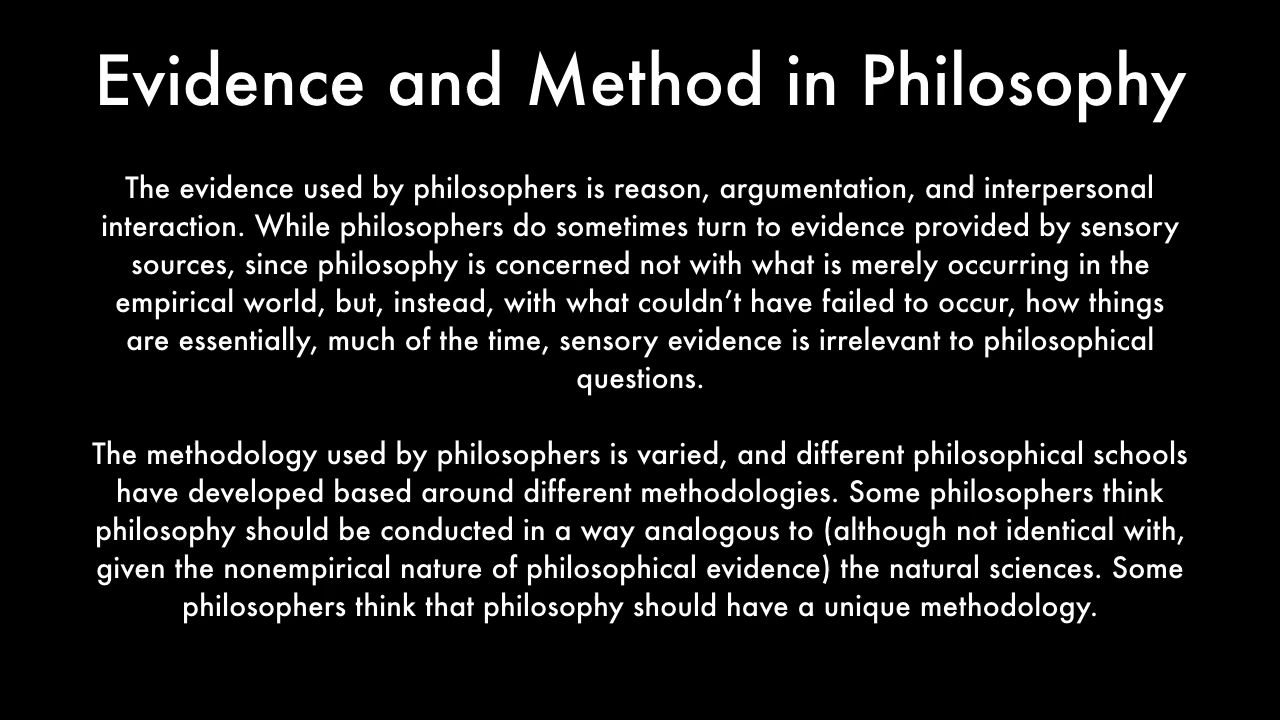 Evidence and Method in Philosophy
The evidence used by philosophers is reason, argumentation, and interpersonal
interaction. While philosophers do sometimes turn to evidence provided by sensory
sources, since philosophy is concerned not with what is merely occurring in the
empirical world, but, instead, with what couldn’t have failed to occur, how things
are essentially, much of the time, sensory evidence is irrelevant to philosophical
questions.
The methodology used by philosophers is varied, and different philosophical schools
have developed based around different methodologies. Some philosophers think
philosophy should be conducted in a way analogous to (although not identical with,
given the nonempirical nature of philosophical evidence) the natural sciences. Some
philosophers think that philosophy should have a unique methodology.